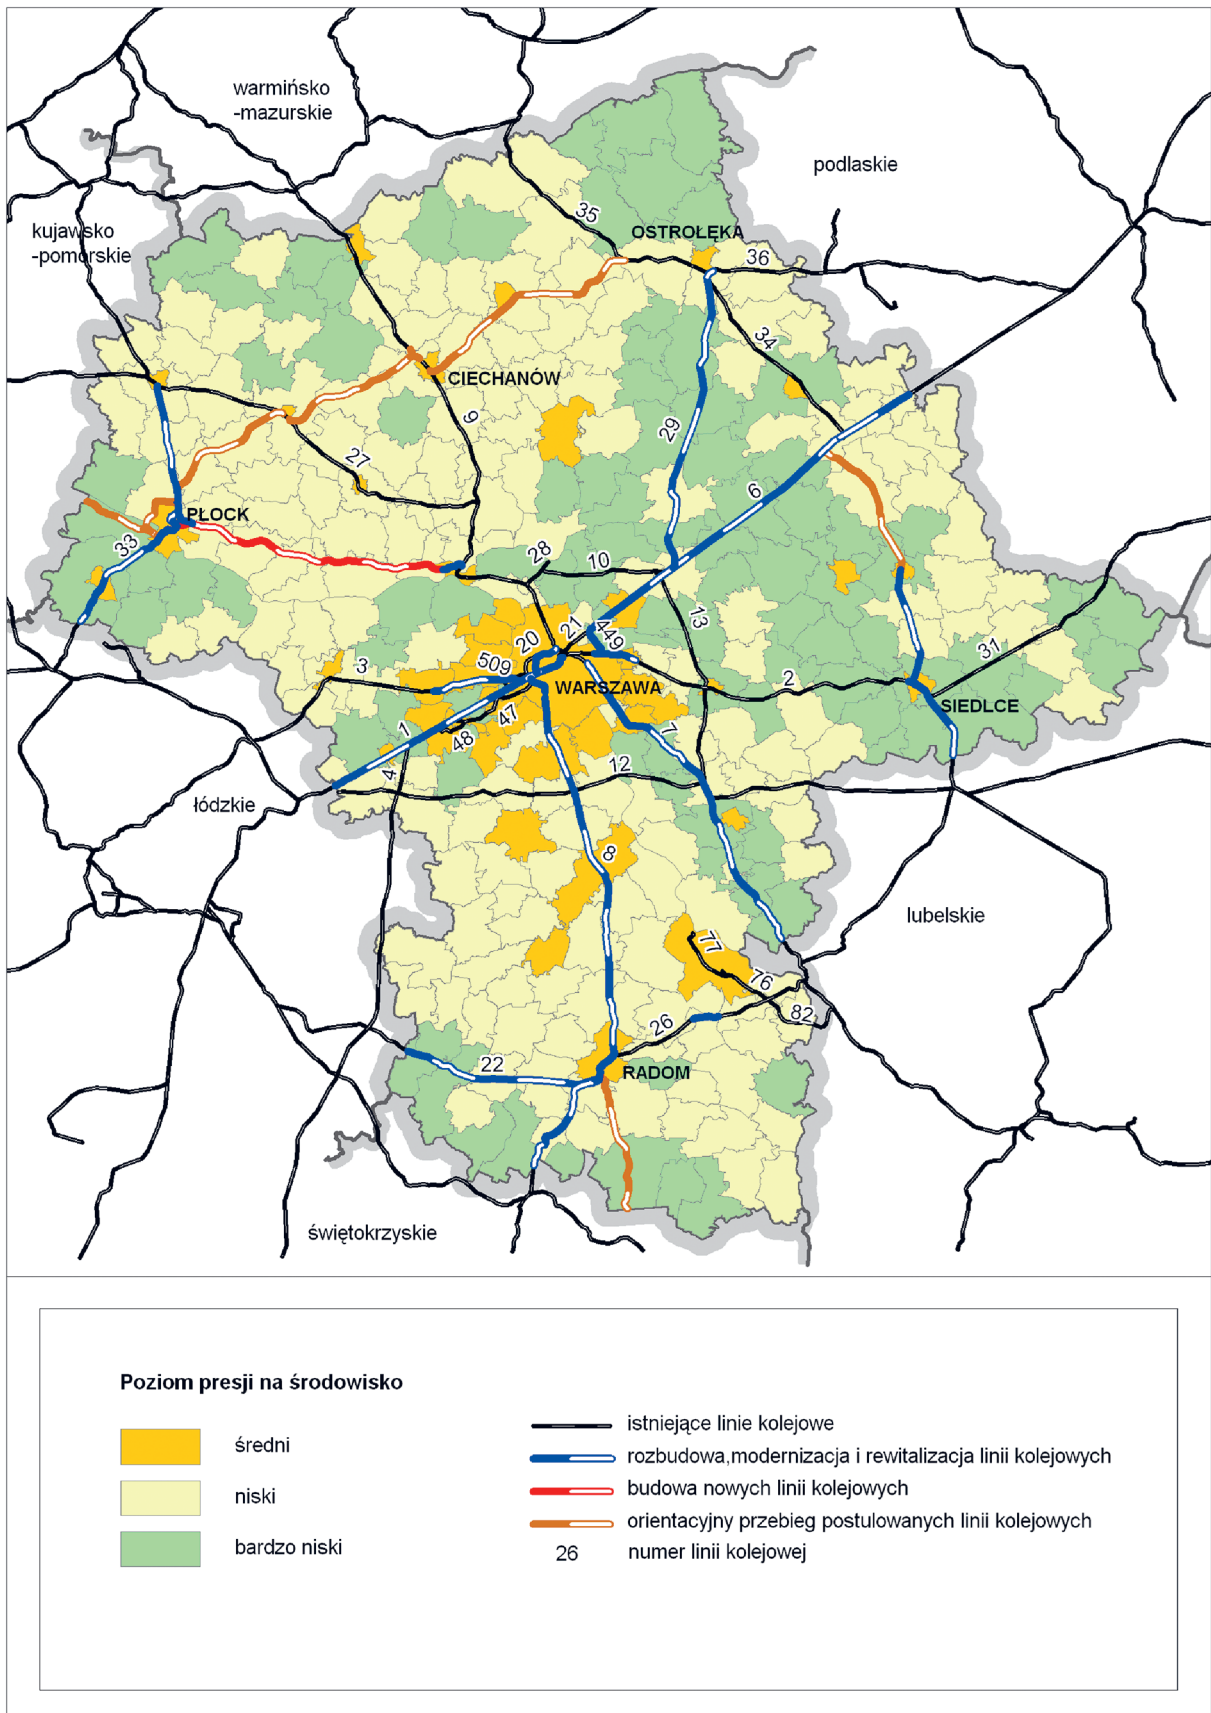 warmińsko
-mazurskie
podlaskie
kujawsko
-pomorskie
35
OSTROŁĘKA
36
34
CIECHANÓW
9
29
27
6
PŁOCK
33
28
10
13
449
21
20
3
509
31
2
WARSZAWA
SIEDLCE
47
1
7
48
12
4
łódzkie
8
lubelskie
77
76
82
26
22
RADOM
świętokrzyskie
Poziom presji na środowisko
średni
niski
bardzo niski
istniejące linie kolejowe
rozbudowa,modernizacja i rewitalizacja linii kolejowych
budowa nowych linii kolejowych
orientacyjny przebieg postulowanych linii kolejowych
26 numer linii kolejowej